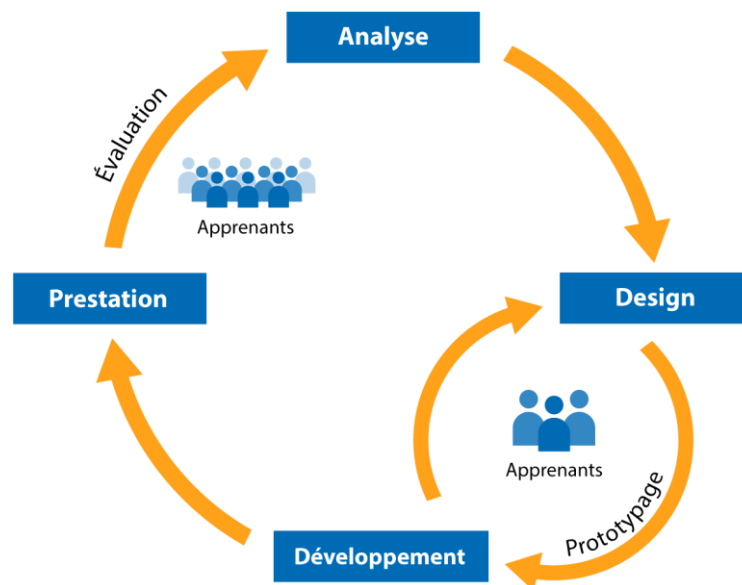 Analyse
Évaluation
Apprenants
Prestation
Design
Apprenants
Prototypage
Développement